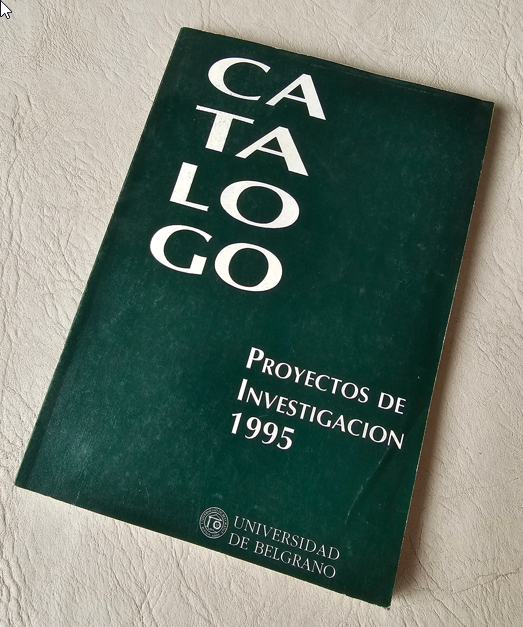 CA
TA
LO
GO
PROYECTOS DE
INVESTIGACION
1995
UNIVERSIDAD
DE BELGRANO